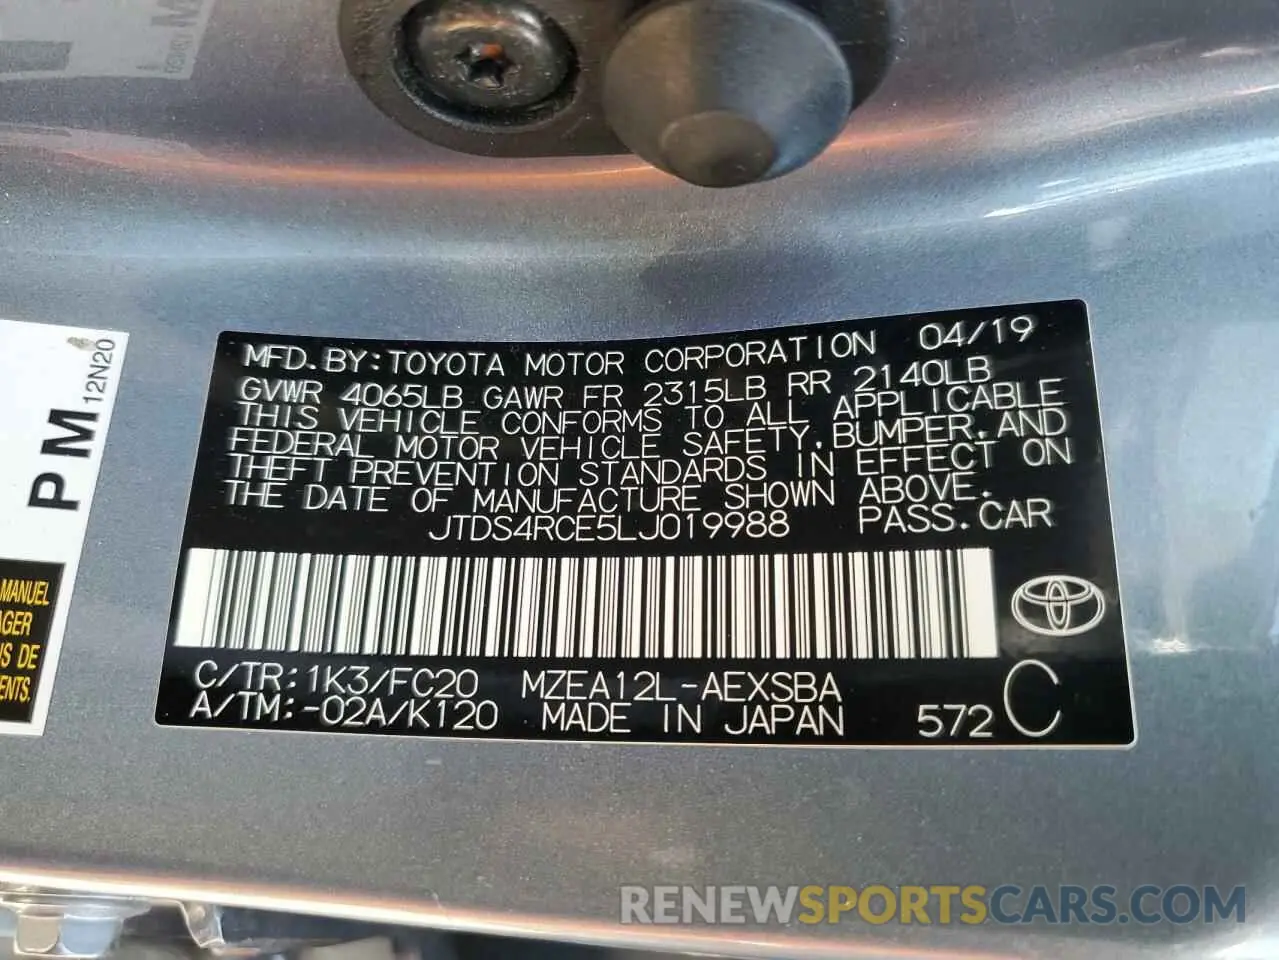 MFD.BY:TOYOTA MOTOR CORPORATION 04/19
GVWR 4065LB GAWR FR 2315LB RR 2140LB
THIS VEHICLE CONFORMS TO ALL APPLICABLE
FEDERAL MOTOR VEHICLE SAFETY,BUMPER,AND
THEFT PREVENTION STANDARDS IN EFFECT ON
THE DATE OF MANUFACTURE SHOWN ABOVE.
JTDS4RCE5LJ019988 PASS.CAR
C/TR:1K3/FC20 MZEA12L-AEXSBA
A/TM:-02A/K120 MADE IN JAPAN 572 C
PM 12N20
MANUEL
AGER
S DE
ENTS.
RENEWSPORTSCARS.COM